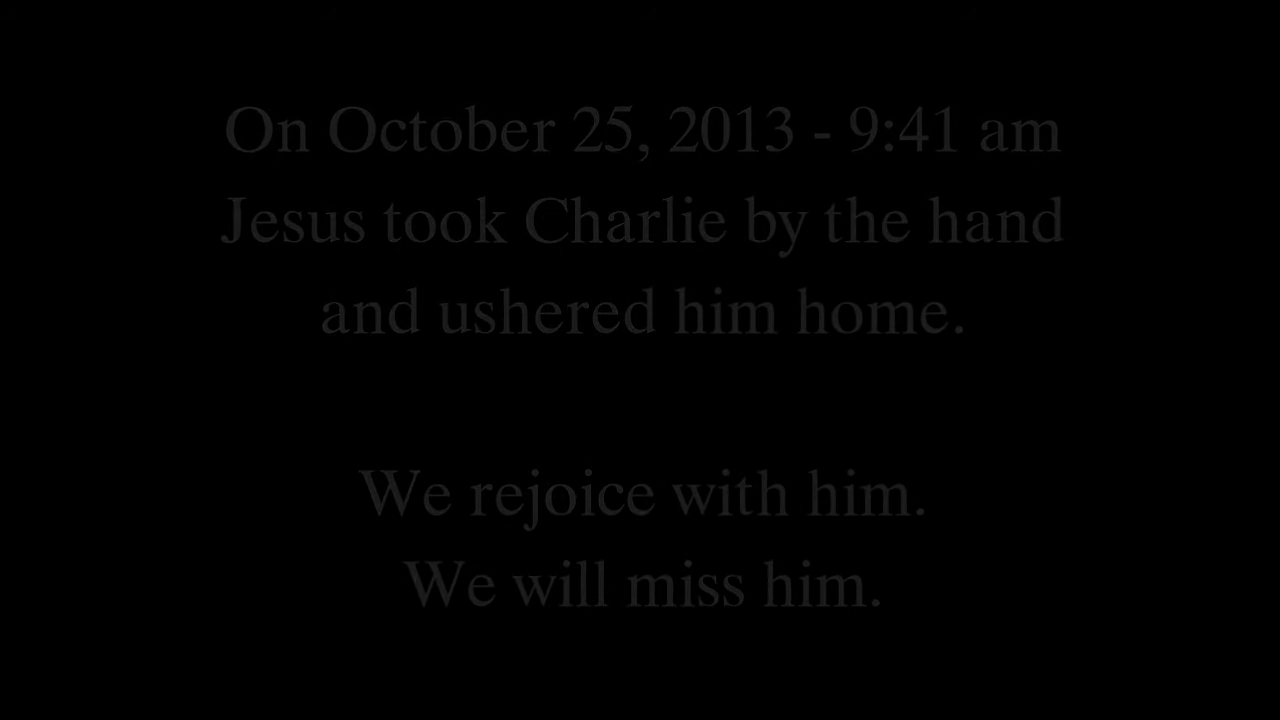 On October 25, 2013 - 9:41 am
Jesus took Charlie by the hand
and ushered him home.
We rejoice with him.
We will miss him.